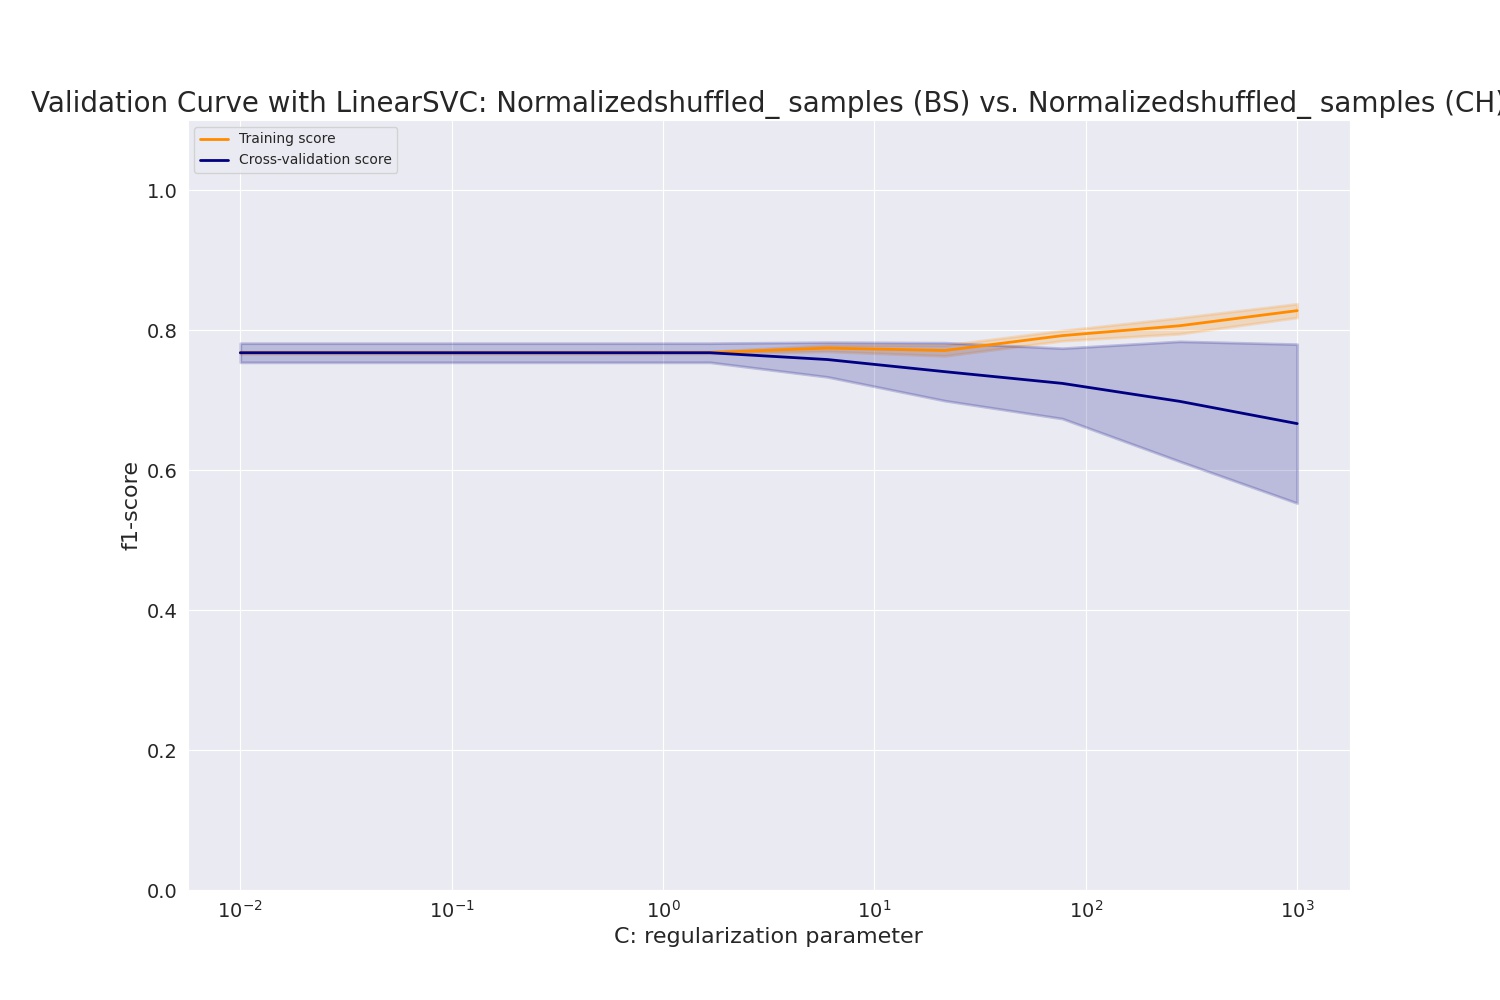 Validation Curve with LinearSVC: Normalizedshuffled_ samples (BS) vs. Normalizedshuffled_ samples (CH)
Training score
Cross-validation score
1.0
0.8
0.6
0.4
0.2
0.0
f1-score
10⁻² 10⁻¹ 10⁰ 10¹ 10² 10³
C: regularization parameter